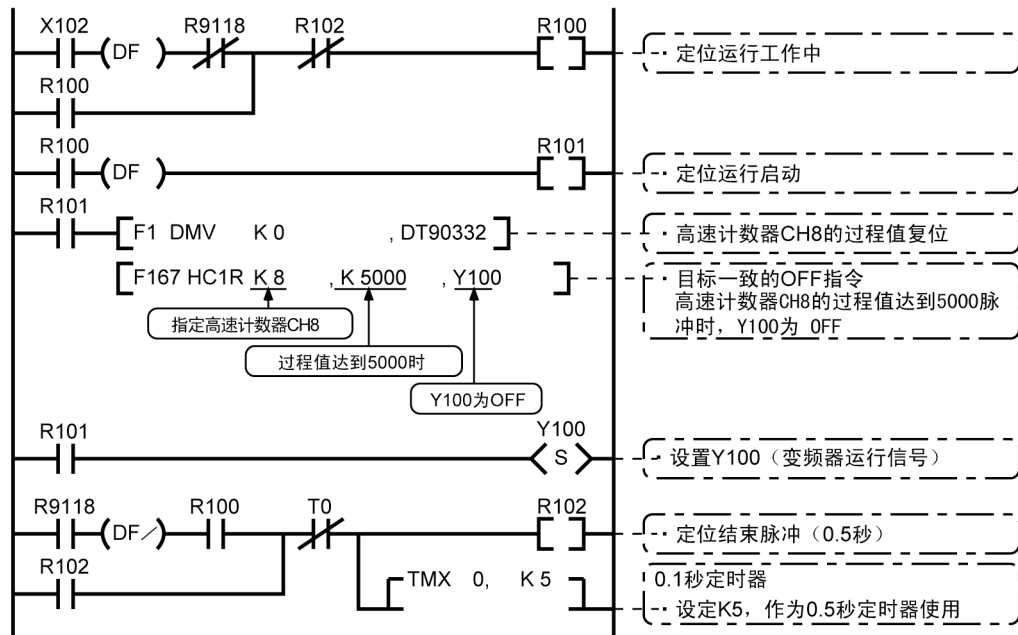 X102 DF R9118 R102 R100 定位运行工作中
R100
R100 DF R101 定位运行启动
R101
F1 DMV K 0 , DT90332 高速计数器CH8的过程值复位
F167 HC1R K 8 , K 5000 , Y100 目标一致的OFF指令
高速计数器CH8的过程值达到5000脉
冲时，Y100为 OFF
指定高速计数器CH8
过程值达到5000时
Y100为OFF
R101 Y100
S 设置Y100（变频器运行信号）
R9118 DF/ R100 T0 R102 定位结束脉冲（0.5秒）
R102
TMX 0, K 5 0.1秒定时器
设定K5，作为0.5秒定时器使用